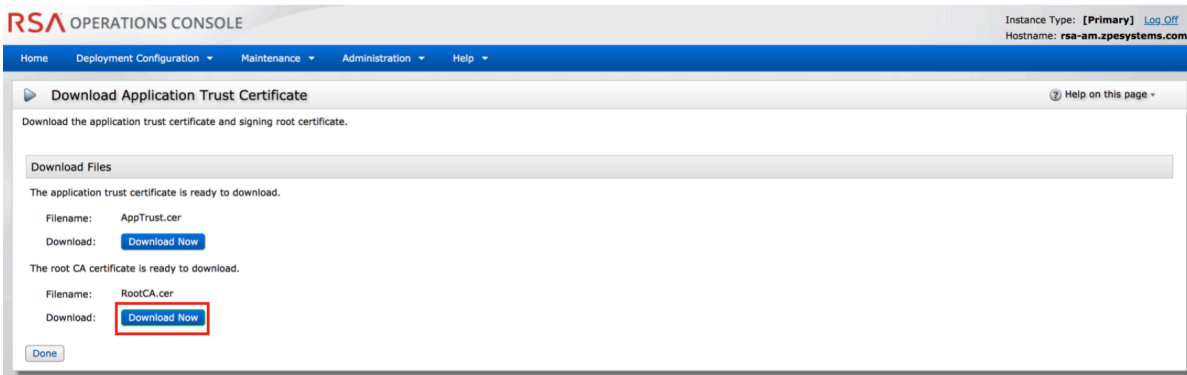 RSA OPERATIONS CONSOLE
Instance Type: [Primary] Log Off
Hostname: rsa-am.zpesystems.com
Home Deployment Configuration Maintenance Administration Help
Download Application Trust Certificate
Help on this page
Download the application trust certificate and signing root certificate.
Download Files
The application trust certificate is ready to download.
Filename: AppTrust.cer
Download: Download Now
The root CA certificate is ready to download.
Filename: RootCA.cer
Download: Download Now
Done